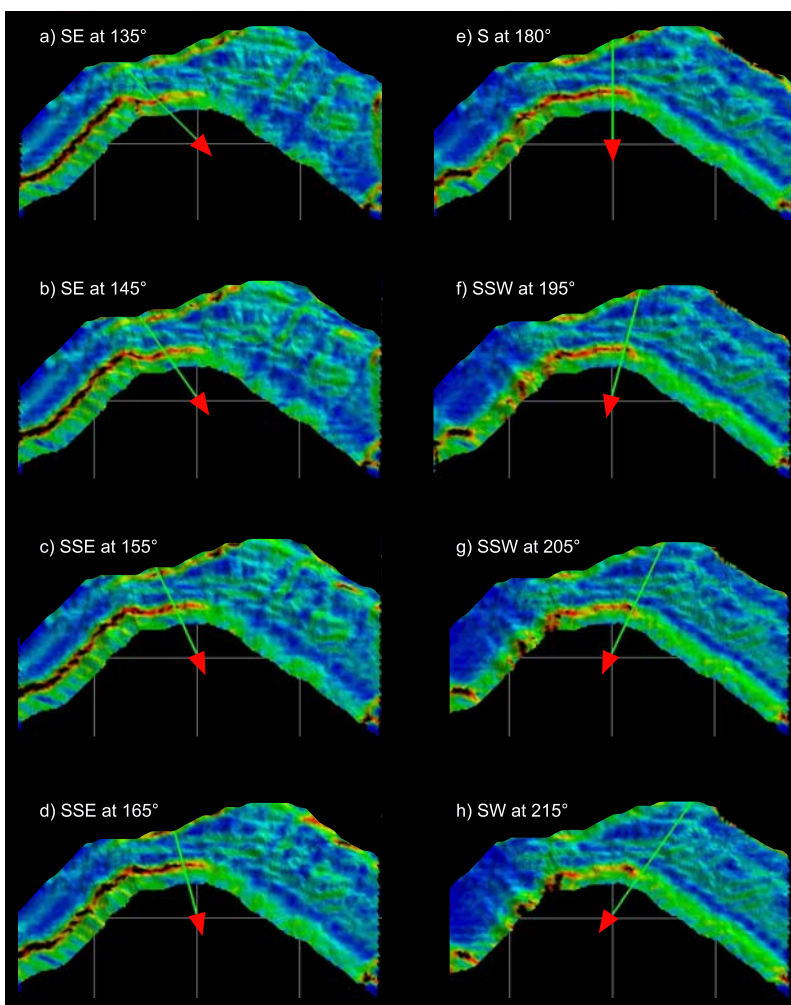 a) SE at 135°
b) SE at 145°
c) SSE at 155°
d) SSE at 165°
e) S at 180°
f) SSW at 195°
g) SSW at 205°
h) SW at 215°